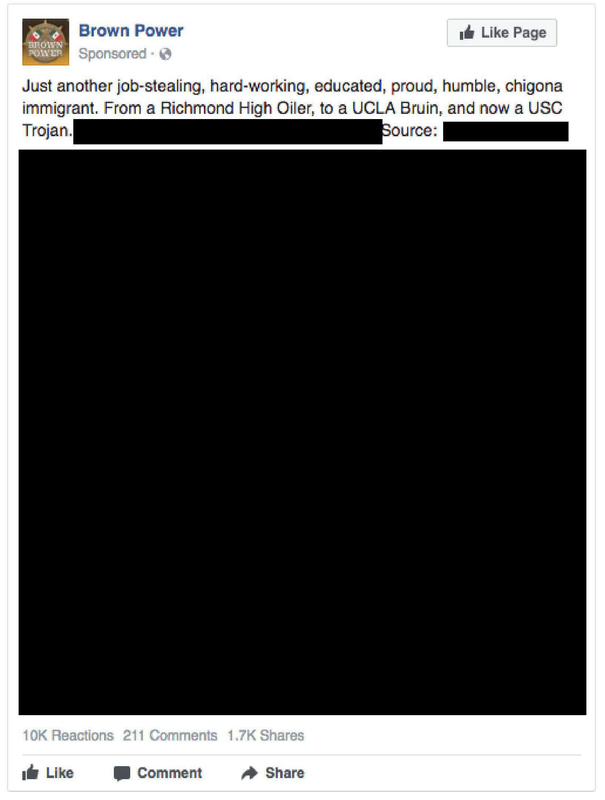 BROWN
POWER
Brown Power
Sponsored ·
Like Page
Just another job-stealing, hard-working, educated, proud, humble, chigona
immigrant. From a Richmond High Oiler, to a UCLA Bruin, and now a USC
Trojan. Source:
10K Reactions 211 Comments 1.7K Shares
Like Comment Share